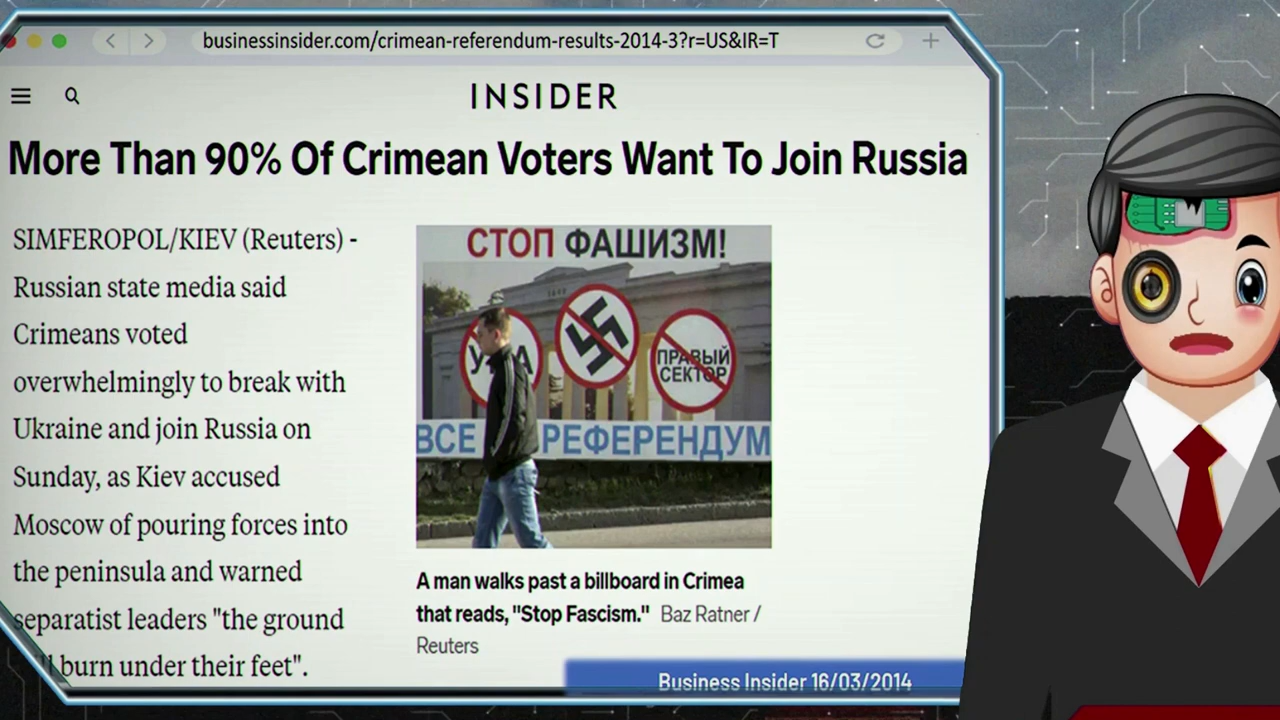 businessinsider.com/crimean-referendum-results-2014-3?r=US&IR=T
INSIDER
More Than 90% Of Crimean Voters Want To Join Russia
SIMFEROPOL/KIEV (Reuters) -
Russian state media said
Crimeans voted
overwhelmingly to break with
Ukraine and join Russia on
Sunday, as Kiev accused
Moscow of pouring forces into
the peninsula and warned
separatist leaders "the ground
burn under their feet".
СТОП ФАШИЗМ!
ПРАВЫЙ
СЕКТОР
ВСЕ РЕФЕРЕНДУМ
A man walks past a billboard in Crimea
that reads, "Stop Fascism." Baz Ratner /
Reuters
Business Insider 16/03/2014